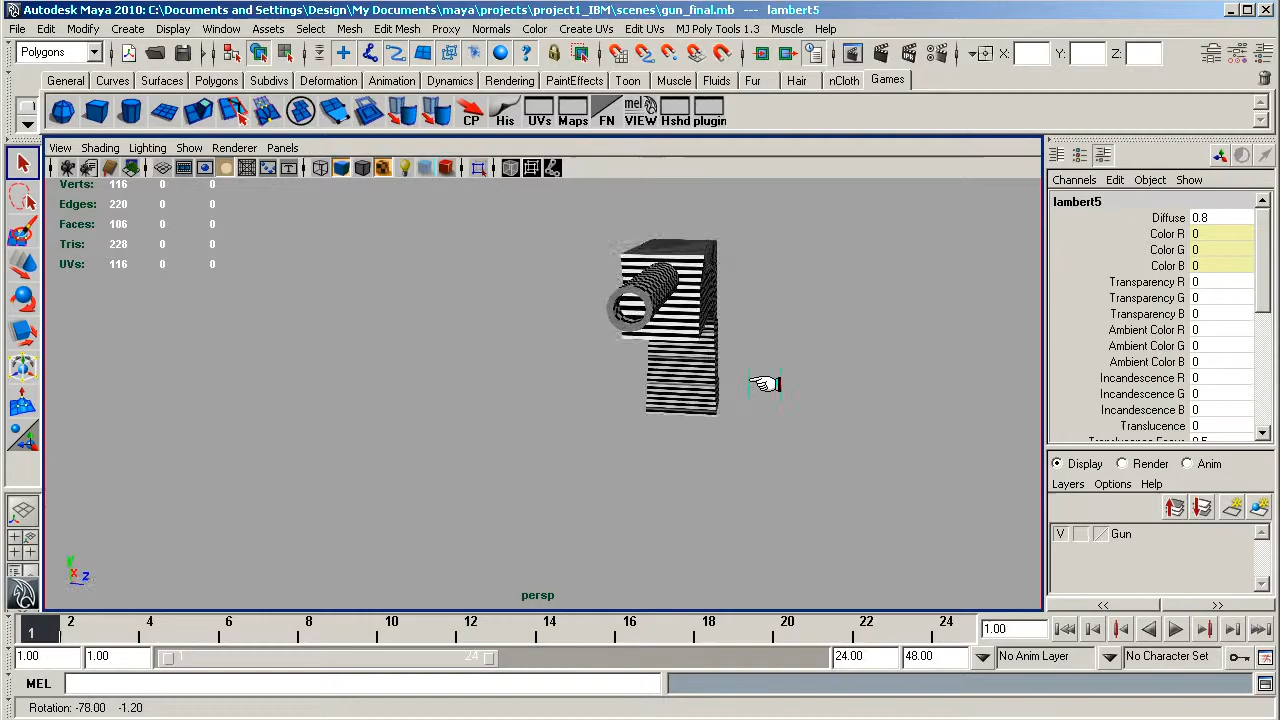 Autodesk Maya 2010: C:\Documents and Settings\Design\My Documents\maya\projects\project1_IBM\scenes\gun_final.mb --- lambert5
File Edit Modify Create Display Window Assets Select Mesh Edit Mesh Proxy Normals Color Create UVs Edit UVs MJ Poly Tools 1.3 Muscle Help
Polygons X: Y: Z:
General Curves Surfaces Polygons Subdivs Deformation Animation Dynamics Rendering PaintEffects Toon Muscle Fluids Fur Hair nCloth Games
CP His UVs Maps FN mel VIEW Hshd plugin
View Shading Lighting Show Renderer Panels
Verts: 116 0 0
Edges: 220 0 0
Faces: 106 0 0
Tris: 228 0 0
UVs: 116 0 0
y
x z
persp
Channels Edit Object Show
lambert5
Diffuse 0.8
Color R 0
Color G 0
Color B 0
Transparency R 0
Transparency G 0
Transparency B 0
Ambient Color R 0
Ambient Color G 0
Ambient Color B 0
Incandescence R 0
Incandescence G 0
Incandescence B 0
Translucence 0
Translucence Focus 0.5
Display Render Anim
Layers Options Help
V Gun
<< >>
1 2 4 6 8 10 12 14 16 18 20 22 24 1.00
1.00 1.00 1 24 24.00 48.00 No Anim Layer No Character Set
MEL
Rotation: -78.00 -1.20